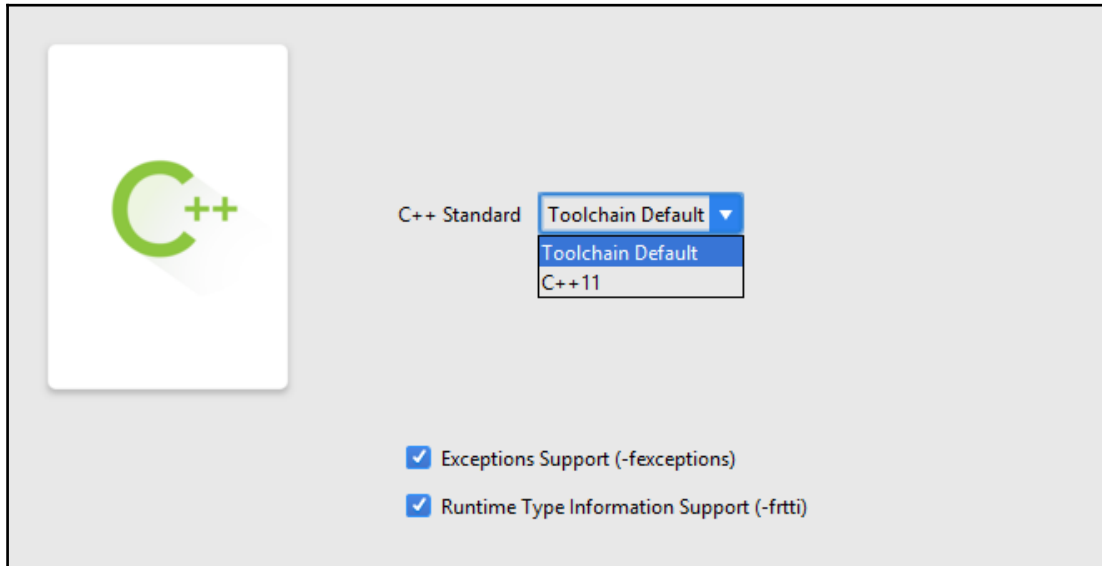 C++
C++ Standard
Toolchain Default
Toolchain Default
C++11
Exceptions Support (-fexceptions)
Runtime Type Information Support (-frtti)